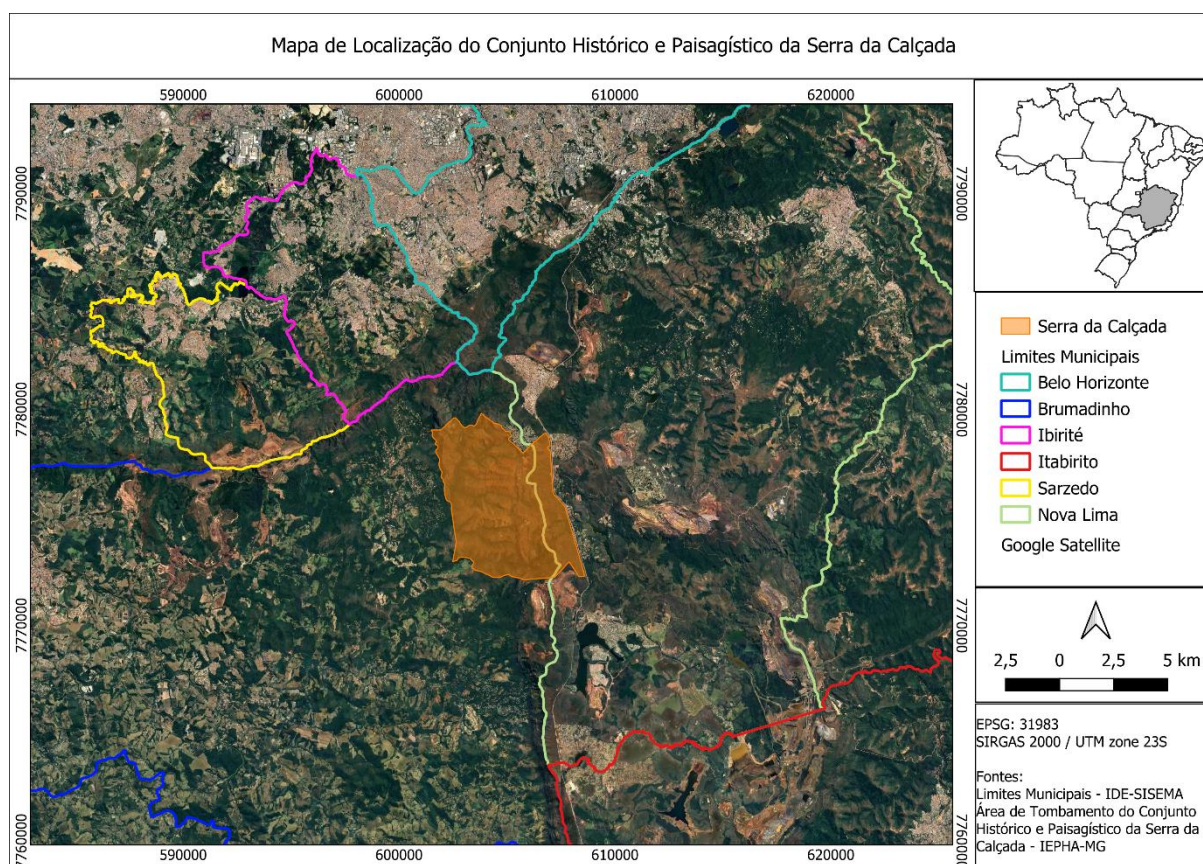 Mapa de Localização do Conjunto Histórico e Paisagístico da Serra da Calçada
590000 600000 610000 620000
7790000 7790000
7780000 7780000
7770000 7770000
7760000 7760000
590000 600000 610000 620000
Serra da Calçada
Limites Municipais
Belo Horizonte
Brumadinho
Ibirité
Itabirito
Sarzedo
Nova Lima
Google Satellite
2,5 0 2,5 5 km
EPSG: 31983
SIRGAS 2000 / UTM zone 23S
Fontes:
Limites Municipais - IDE-SISEMA
Área de Tombamento do Conjunto
Histórico e Paisagístico da Serra da
Calçada - IEPHA-MG